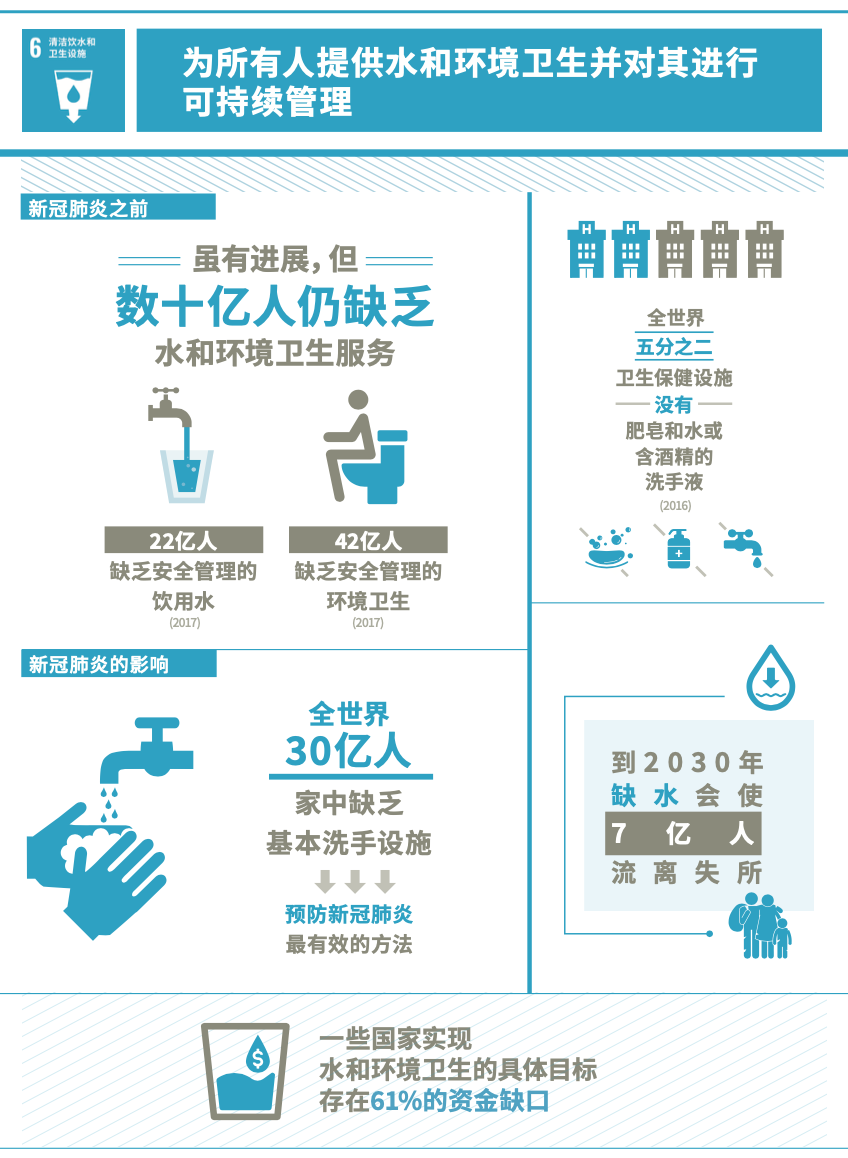 6 清洁饮水和
卫生设施
为所有人提供水和环境卫生并对其进行
可持续管理
新冠肺炎之前
虽有进展，但
数十亿人仍缺乏
水和环境卫生服务
22亿人
缺乏安全管理的
饮用水
(2017)
42亿人
缺乏安全管理的
环境卫生
(2017)
H H H H H
全世界
五分之二
卫生保健设施
没有
肥皂和水或
含酒精的
洗手液
(2016)
新冠肺炎的影响
全世界
30亿人
家中缺乏
基本洗手设施
预防新冠肺炎
最有效的方法
到2030年
缺水会使
7亿人
流离失所
$
一些国家实现
水和环境卫生的具体目标
存在61%的资金缺口